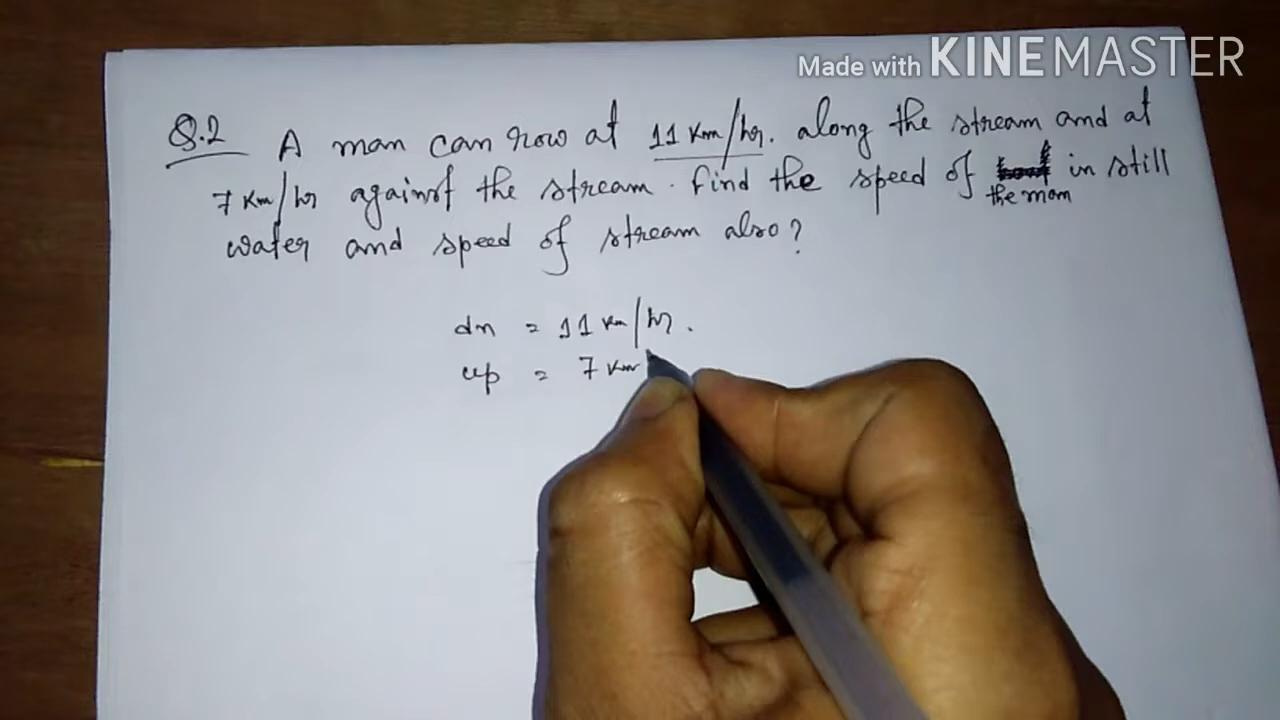 Made with KINEMASTER
Q.2 A man can row at 11 Km/hr. along the stream and at
7 Km/hr against the stream. find the speed of the man in still
water and speed of stream also?
dn = 11 km/hr.
up = 7 km